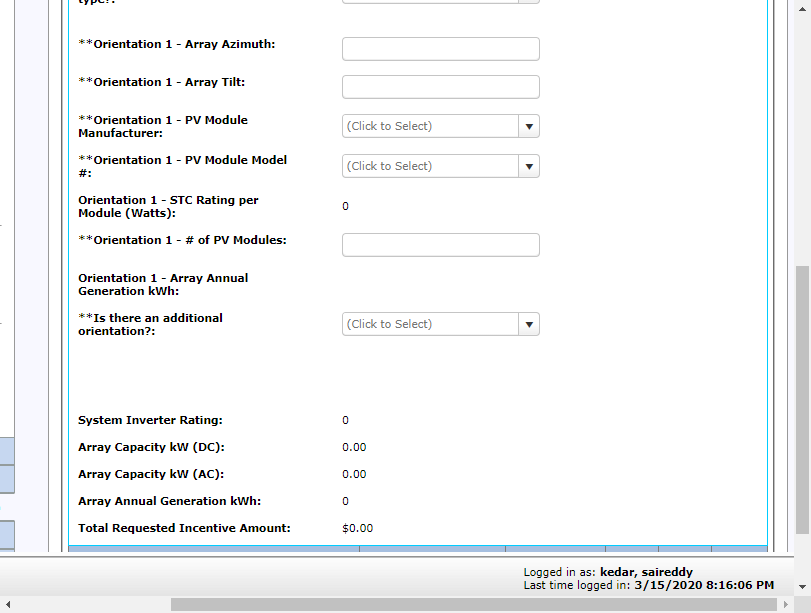 type?:
**Orientation 1 - Array Azimuth:
**Orientation 1 - Array Tilt:
**Orientation 1 - PV Module
Manufacturer:
(Click to Select)
**Orientation 1 - PV Module Model
#:
(Click to Select)
Orientation 1 - STC Rating per
Module (Watts):
0
**Orientation 1 - # of PV Modules:
Orientation 1 - Array Annual
Generation kWh:
**Is there an additional
orientation?:
(Click to Select)
System Inverter Rating: 0
Array Capacity kW (DC): 0.00
Array Capacity kW (AC): 0.00
Array Annual Generation kWh: 0
Total Requested Incentive Amount: $0.00
Logged in as: kedar, saireddy
Last time logged in: 3/15/2020 8:16:06 PM